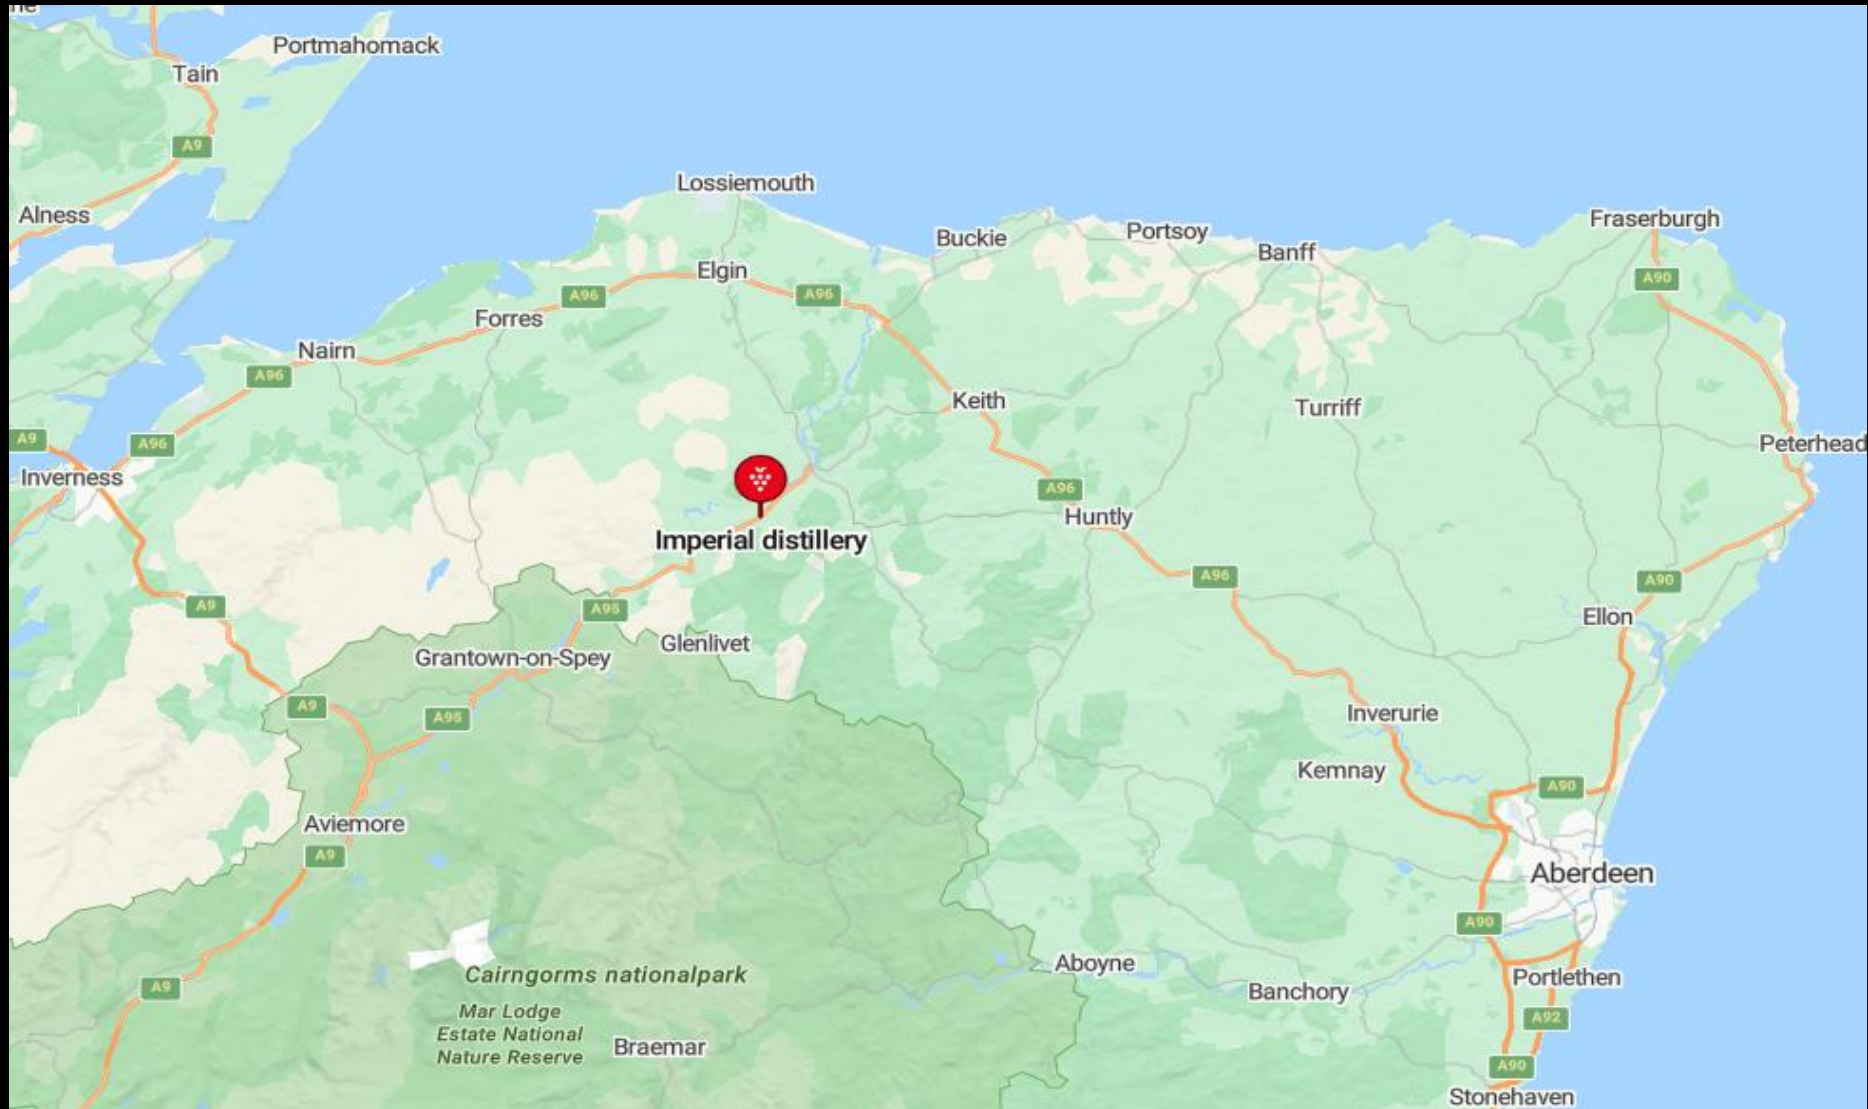 Portmahomack
Tain
A9
Lossiemouth
Alness
Fraserburgh
Portsoy
Buckie
Banff
Elgin
A90
A96
A96
Forres
Nairn
A96
Keith
Turriff
A9
A96
Peterhead
Inverness
A96
Huntly
Imperial distillery
A96
A90
A9
A95
Ellon
Glenlivet
Grantown-on-Spey
A9
Inverurie
A95
Kemnay
A90
Aviemore
A9
Aberdeen
A90
Aboyne
Cairngorms nationalpark
Portlethen
A9
Banchory
Mar Lodge
Estate National
Nature Reserve
A92
Braemar
A90
Stonehaven